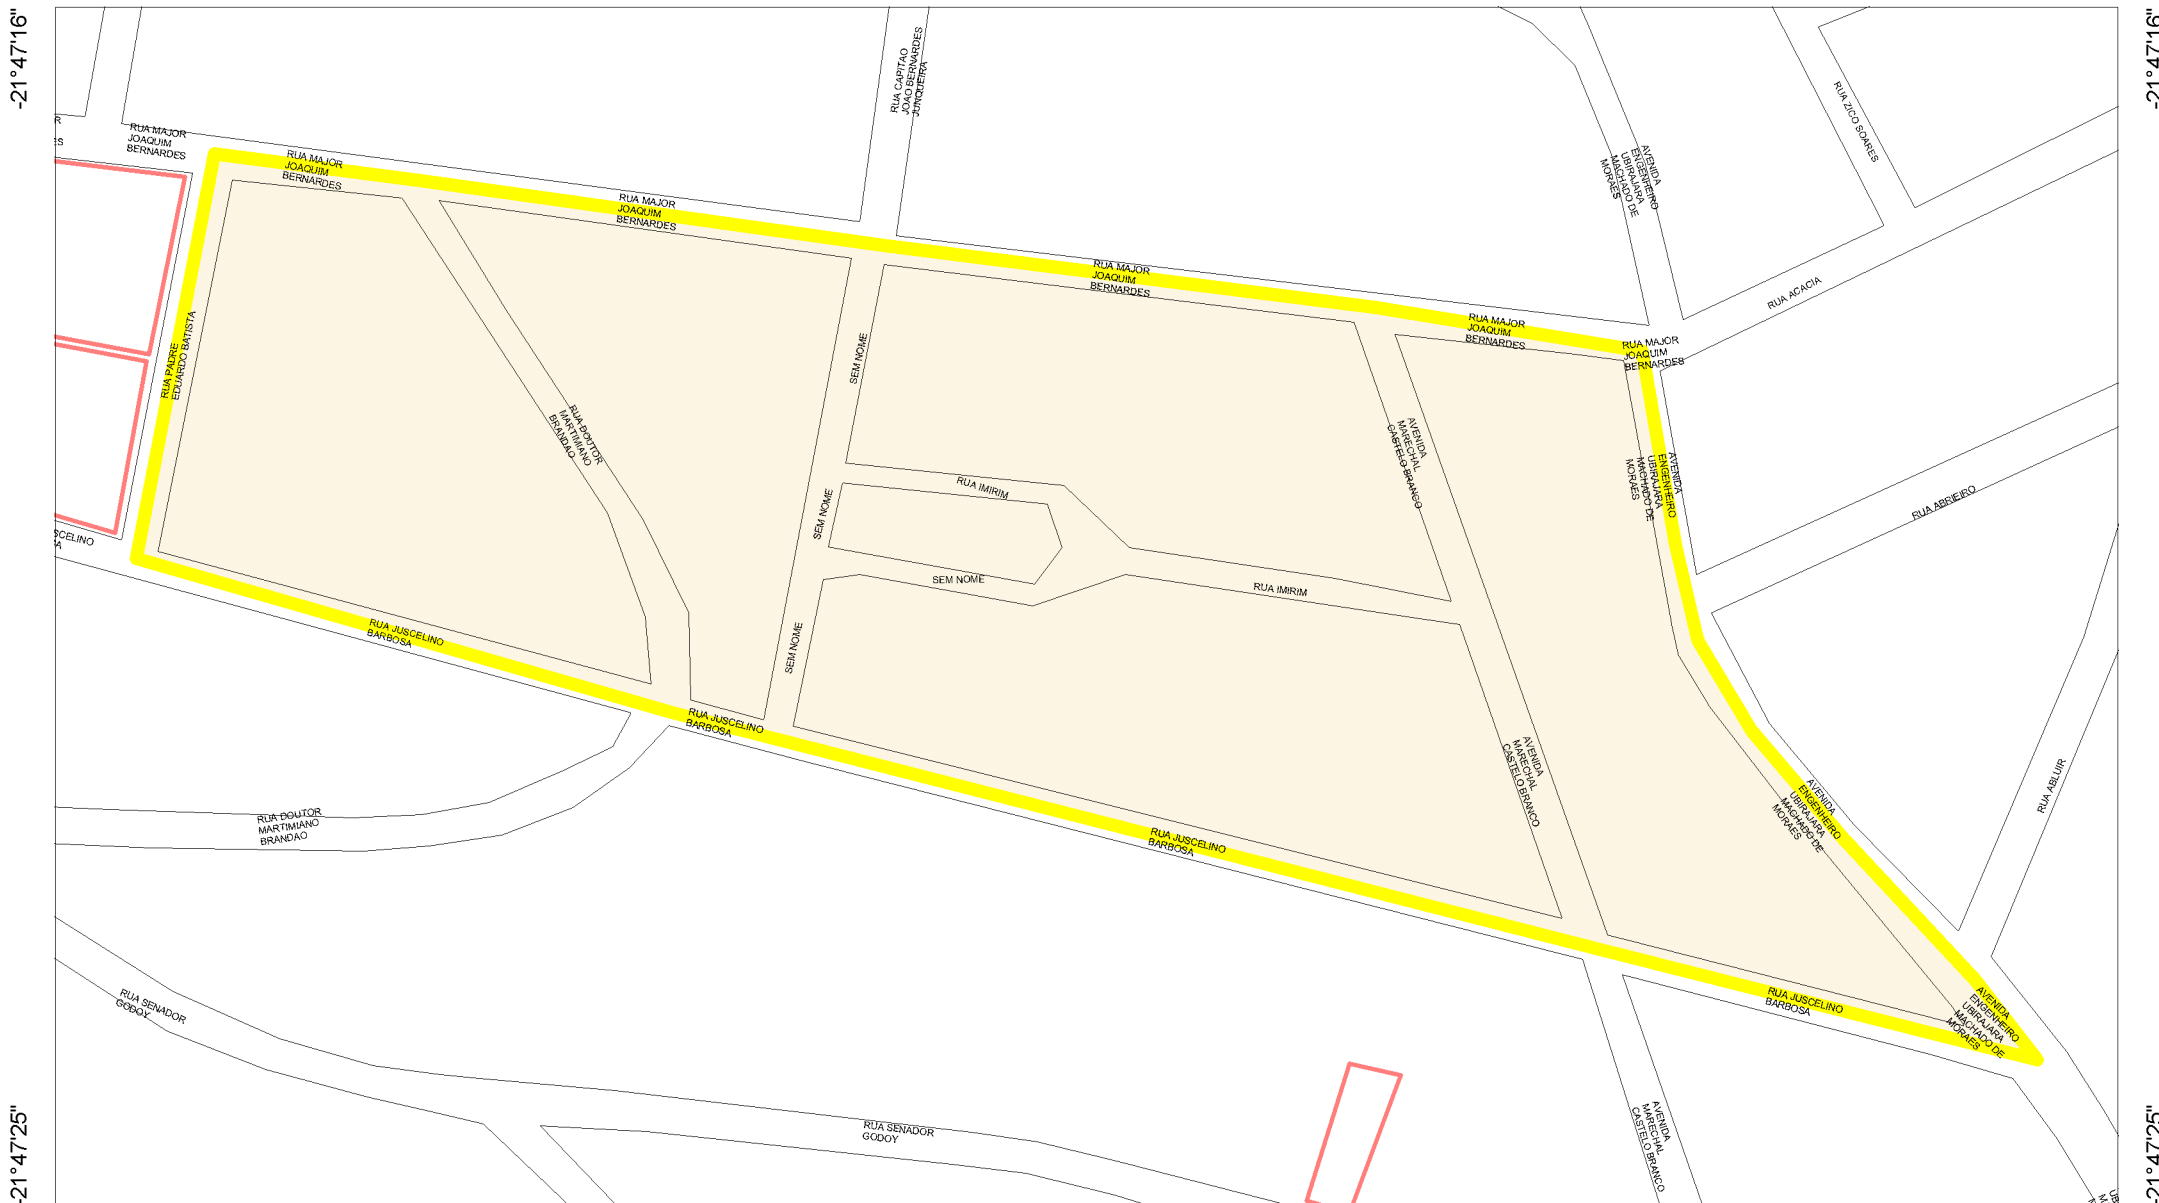 -21°47'16"
-21°47'16"
RUA CAPITAO
JOAO BERNARDES
JUNQUEIRA
RUA ZICO SOARES
R
ES
RUA MAJOR
JOAQUIM
BERNARDES
RUA MAJOR
JOAQUIM
BERNARDES
RUA MAJOR
JOAQUIM
BERNARDES
AVENIDA
ENGENHEIRO
UBIRAJARA
MACHADO DE
MORAES
RUA MAJOR
JOAQUIM
BERNARDES
RUA ACACIA
RUA MAJOR
JOAQUIM
BERNARDES
RUA MAJOR
JOAQUIM
BERNARDES
RUA PADRE
EDUARDO BATISTA
SEM NOME
RUA DOUTOR
MARTIMIANO
BRANDAO
AVENIDA
MARECHAL
CASTELO BRANCO
AVENIDA
ENGENHEIRO
UBIRAJARA
MACHADO DE
MORAES
RUA IMIRIM
SEM NOME
RUA ABRIEIRO
SCELINO
A
SEM NOME
RUA IMIRIM
RUA JUSCELINO
BARBOSA
SEM NOME
RUA JUSCELINO
BARBOSA
AVENIDA
MARECHAL
CASTELO BRANCO
AVENIDA
ENGENHEIRO
UBIRAJARA
MACHADO DE
MORAES
RUA ABLUIR
RUA DOUTOR
MARTIMIANO
BRANDAO
RUA JUSCELINO
BARBOSA
RUA SENADOR
GODOY
RUA JUSCELINO
BARBOSA
AVENIDA
ENGENHEIRO
UBIRAJARA
MACHADO DE
MORAES
RUA SENADOR
GODOY
AVENIDA
MARECHAL
CASTELO BRANCO
-21°47'25"
-21°47'25"